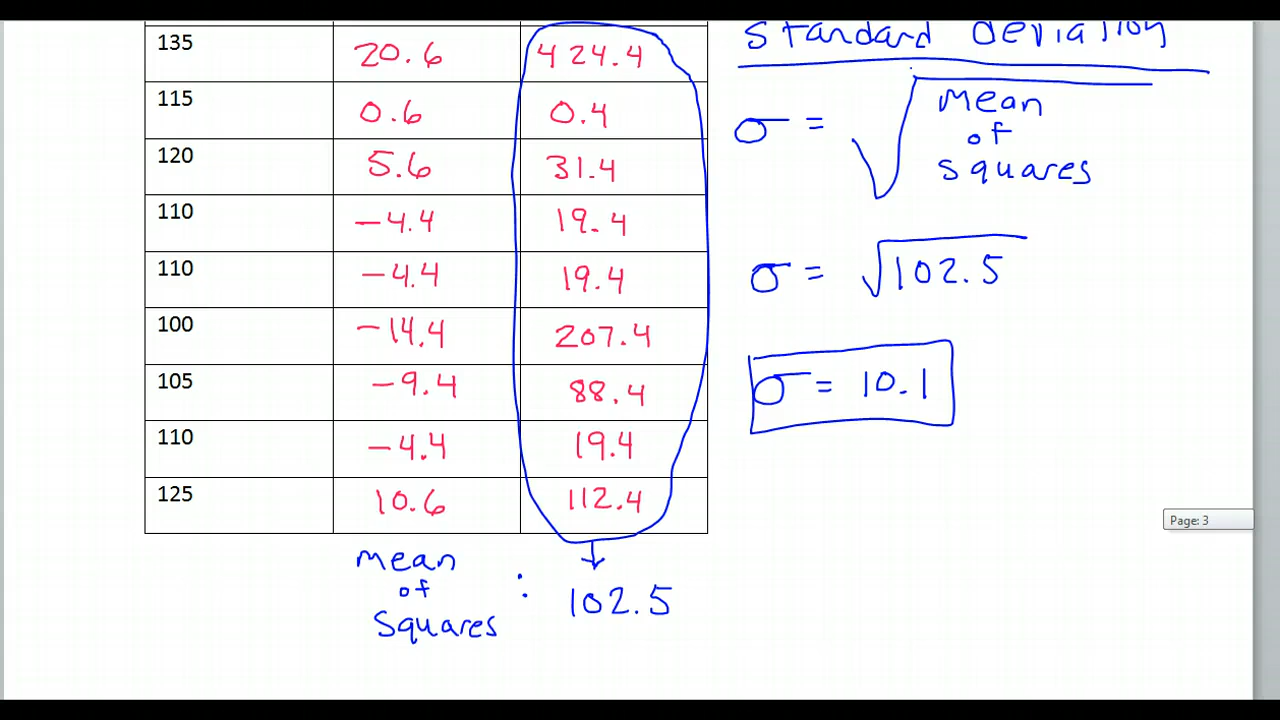 135 20.6 424.4
115 0.6 0.4
120 5.6 31.4
110 -4.4 19.4
110 -4.4 19.4
100 -14.4 207.4
105 -9.4 88.4
110 -4.4 19.4
125 10.6 112.4
Mean
of
Squares : 102.5
Standard Deviation
σ = √Mean
of
squares
σ = √102.5
σ = 10.1
Page: 3